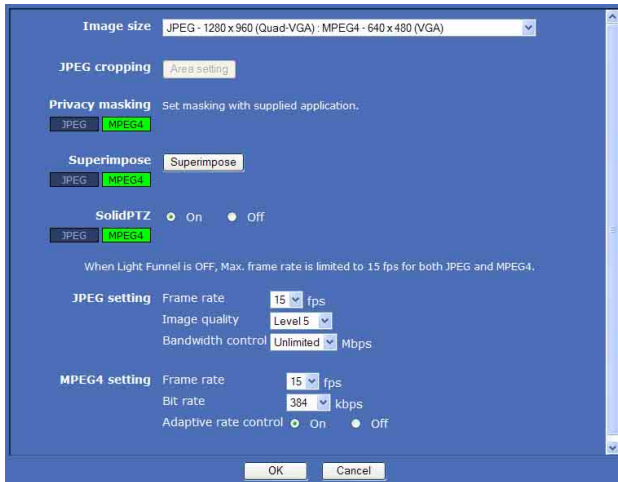 Image size JPEG - 1280 x 960 (Quad-VGA) : MPEG4 - 640 x 480 (VGA)
JPEG cropping Area setting
Privacy masking Set masking with supplied application.
JPEG MPEG4
Superimpose Superimpose
JPEG MPEG4
SolidPTZ On Off
JPEG MPEG4
When Light Funnel is OFF, Max. frame rate is limited to 15 fps for both JPEG and MPEG4.
JPEG setting Frame rate 15 fps
Image quality Level 5
Bandwidth control Unlimited Mbps
MPEG4 setting Frame rate 15 fps
Bit rate 384 kbps
Adaptive rate control On Off
OK Cancel